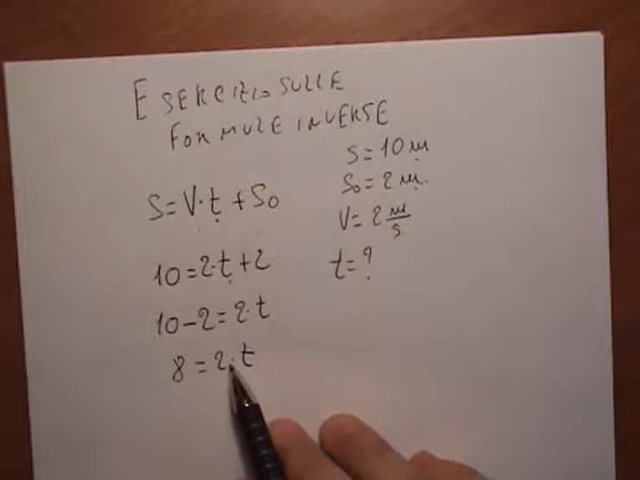 ESERCIZIO SULLE
FORMULE INVERSE
S=V·t+S₀
10=2·t+2
10-2=2·t
8=2·t
S=10 m
S₀=2 m.
V=2 m/s
t=?